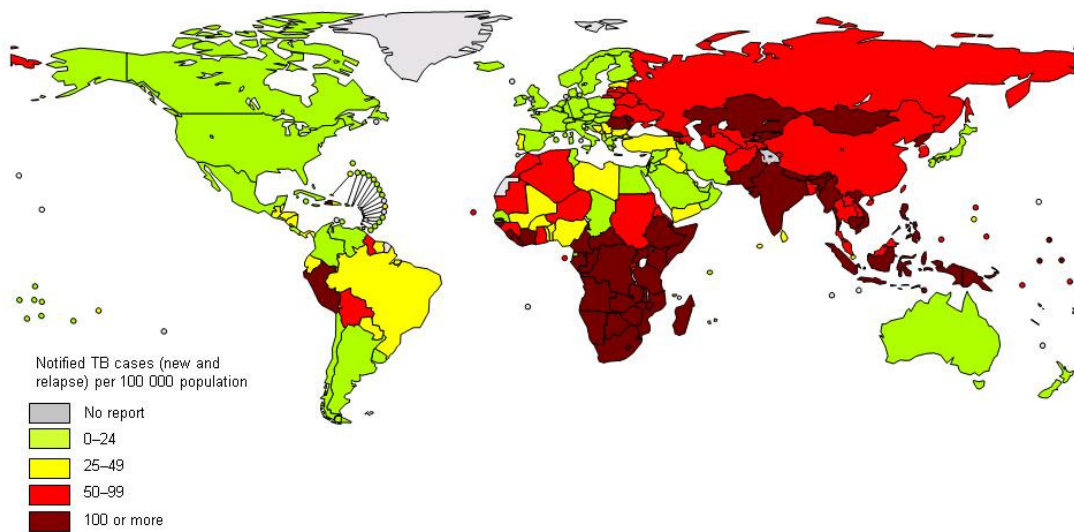 Notified TB cases (new and
relapse) per 100 000 population
No report
0–24
25–49
50–99
100 or more